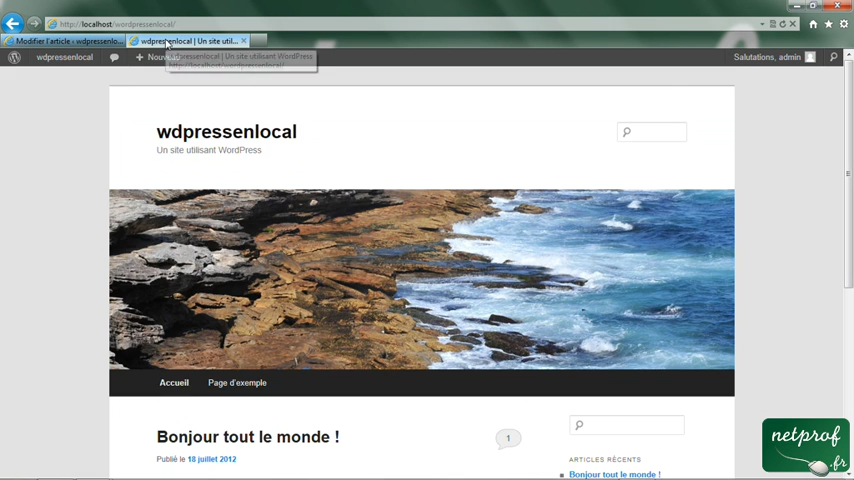 http://localhost/wordpressenlocal/
Modifier l'article ‹ wdpressenlo...
wdpressenlocal | Un site util...
wdpressenlocal
Nouveau
wdpressenlocal | Un site utilisant WordPress
http://localhost/wordpressenlocal/
Salutations, admin
wdpressenlocal
Un site utilisant WordPress
Accueil
Page d'exemple
Bonjour tout le monde !
1
Publié le 18 juillet 2012
ARTICLES RÉCENTS
Bonjour tout le monde !
netprof
.fr